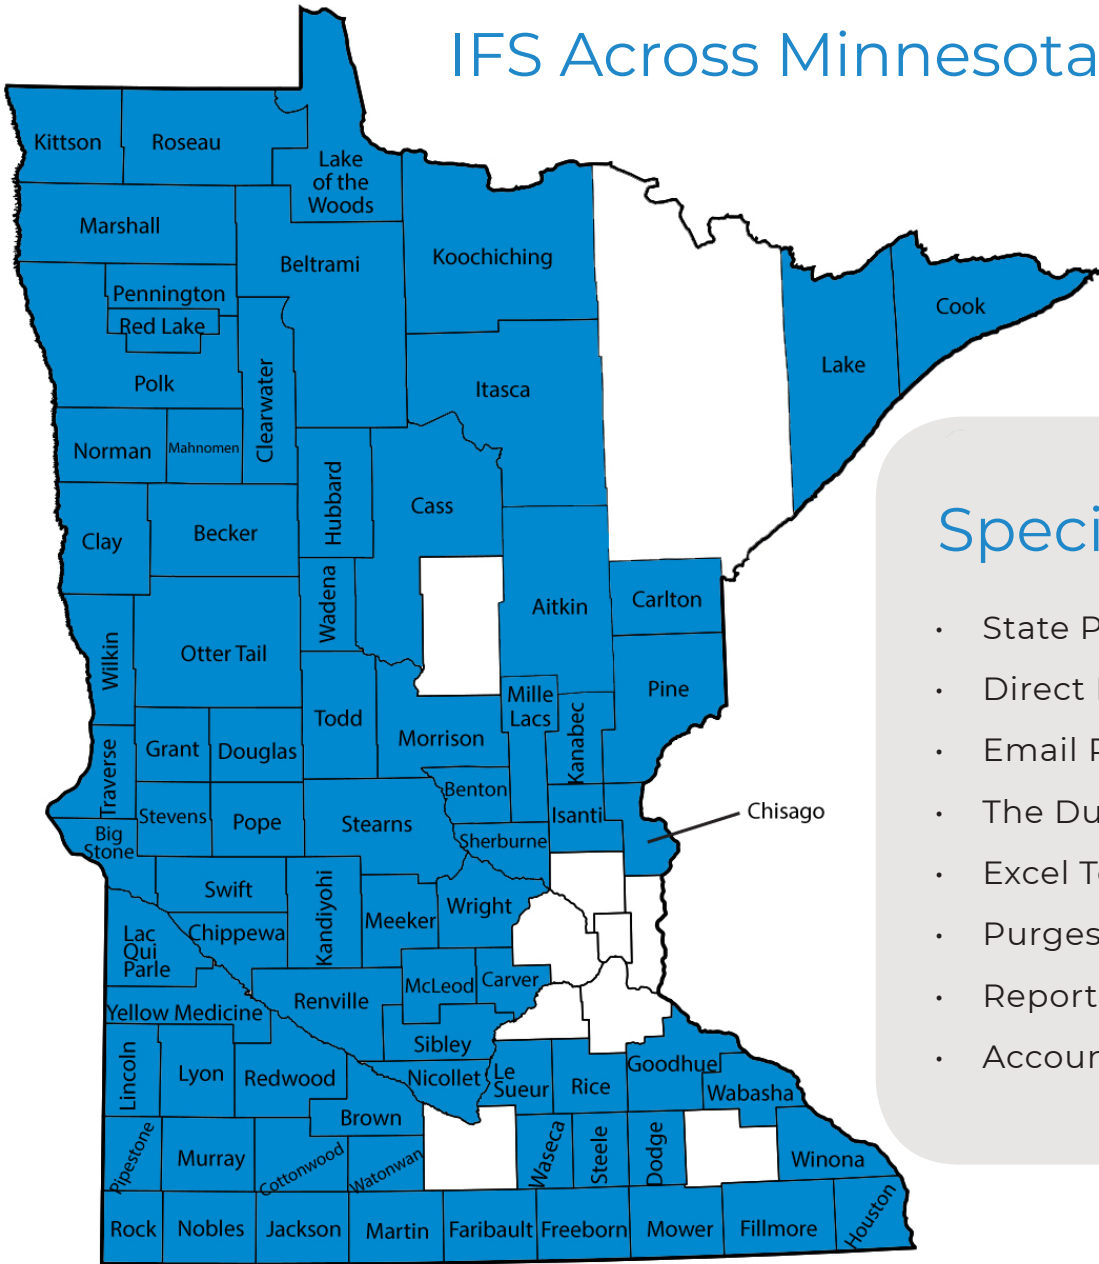 IFS Across Minnesota
Kittson
Roseau
Lake
of the
Woods
Marshall
Beltrami
Koochiching
Pennington
Red Lake
Polk
Clearwater
Itasca
Lake
Cook
Norman
Mahnomen
Hubbard
Cass
Clay
Becker
Wadena
Aitkin
Carlton
Wilkin
Otter Tail
Pine
Todd
Mille
Lacs
Kanabec
Morrison
Grant
Douglas
Traverse
Benton
Stevens
Pope
Stearns
Isanti
Chisago
Big
Stone
Sherburne
Swift
Kandiyohi
Meeker
Wright
Lac
Qui
Parle
Chippewa
McLeod
Carver
Renville
Yellow Medicine
Sibley
Lincoln
Lyon
Redwood
Nicollet
Le
Sueur
Rice
Goodhue
Wabasha
Brown
Pipestone
Murray
Cottonwood
Watonwan
Waseca
Steele
Dodge
Winona
Rock
Nobles
Jackson
Martin
Faribault
Freeborn
Mower
Fillmore
Houston
Speci
• State P
• Direct
• Email P
• The Du
• Excel T
• Purges
• Report
• Accoun